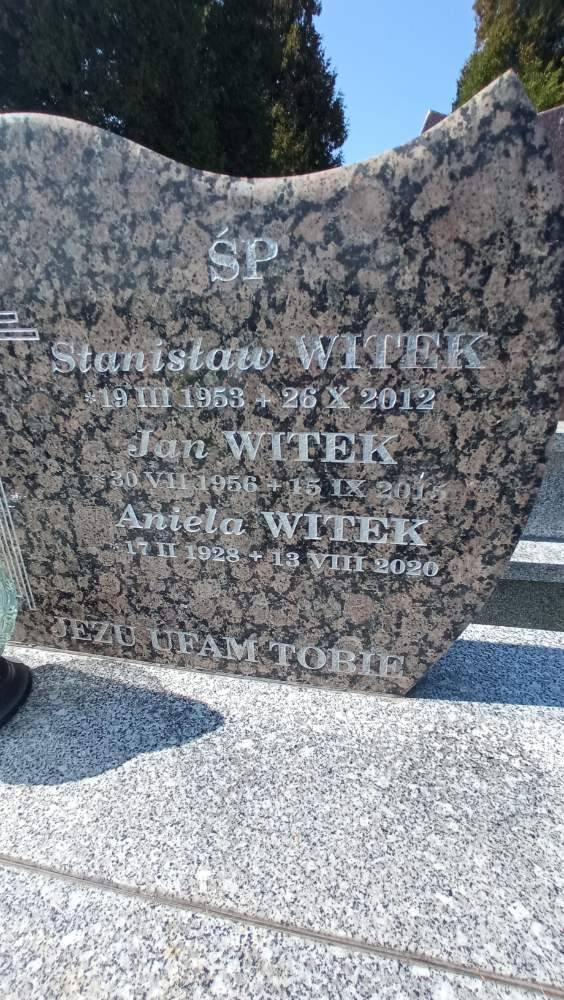 ŚP
Stanisław WITEK
*19 III 1953 + 26 X 2012
Jan WITEK
*30 VII 1956 + 15 IX 2015
Aniela WITEK
*17 II 1928 + 13 VIII 2020
JEZU UFAM TOBIE